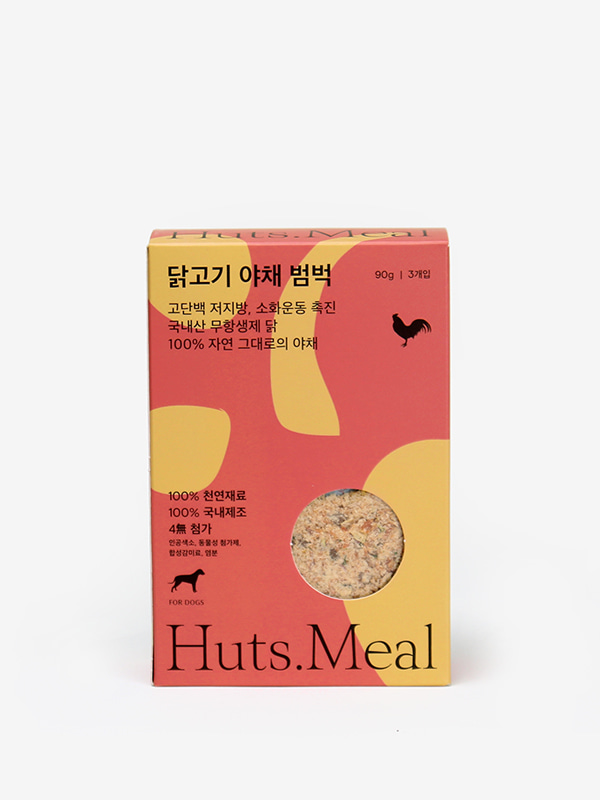 Huts.Meal
닭고기 야채 범벅
90g | 3개입
고단백 저지방, 소화운동 촉진
국내산 무항생제 닭
100% 자연 그대로의 야채
100% 천연재료
100% 국내제조
4無 첨가
인공색소, 동물성 첨가제,
합성감미료, 염분
FOR DOGS
Huts.Meal